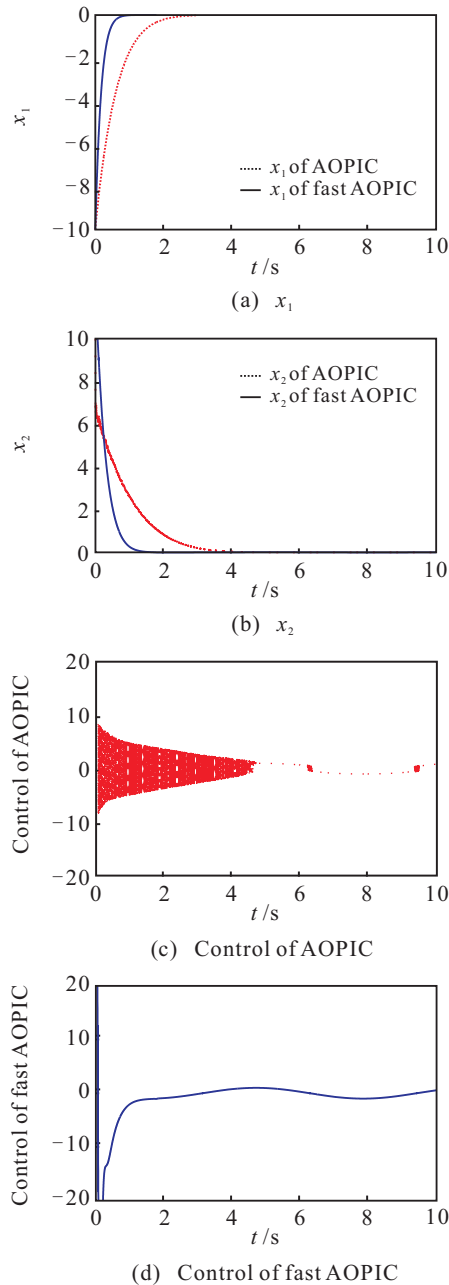 0
−2
−4
−6
−8
−10
x₁
x₁ of AOPIC
x₁ of fast AOPIC
0 2 4 6 8 10
t /s
(a) x₁
10
8
6
4
2
0
x₂
x₂ of AOPIC
x₂ of fast AOPIC
0 2 4 6 8 10
t /s
(b) x₂
20
10
0
−10
−20
Control of AOPIC
0 2 4 6 8 10
t /s
(c) Control of AOPIC
20
10
0
−10
−20
Control of fast AOPIC
0 2 4 6 8 10
t /s
(d) Control of fast AOPIC